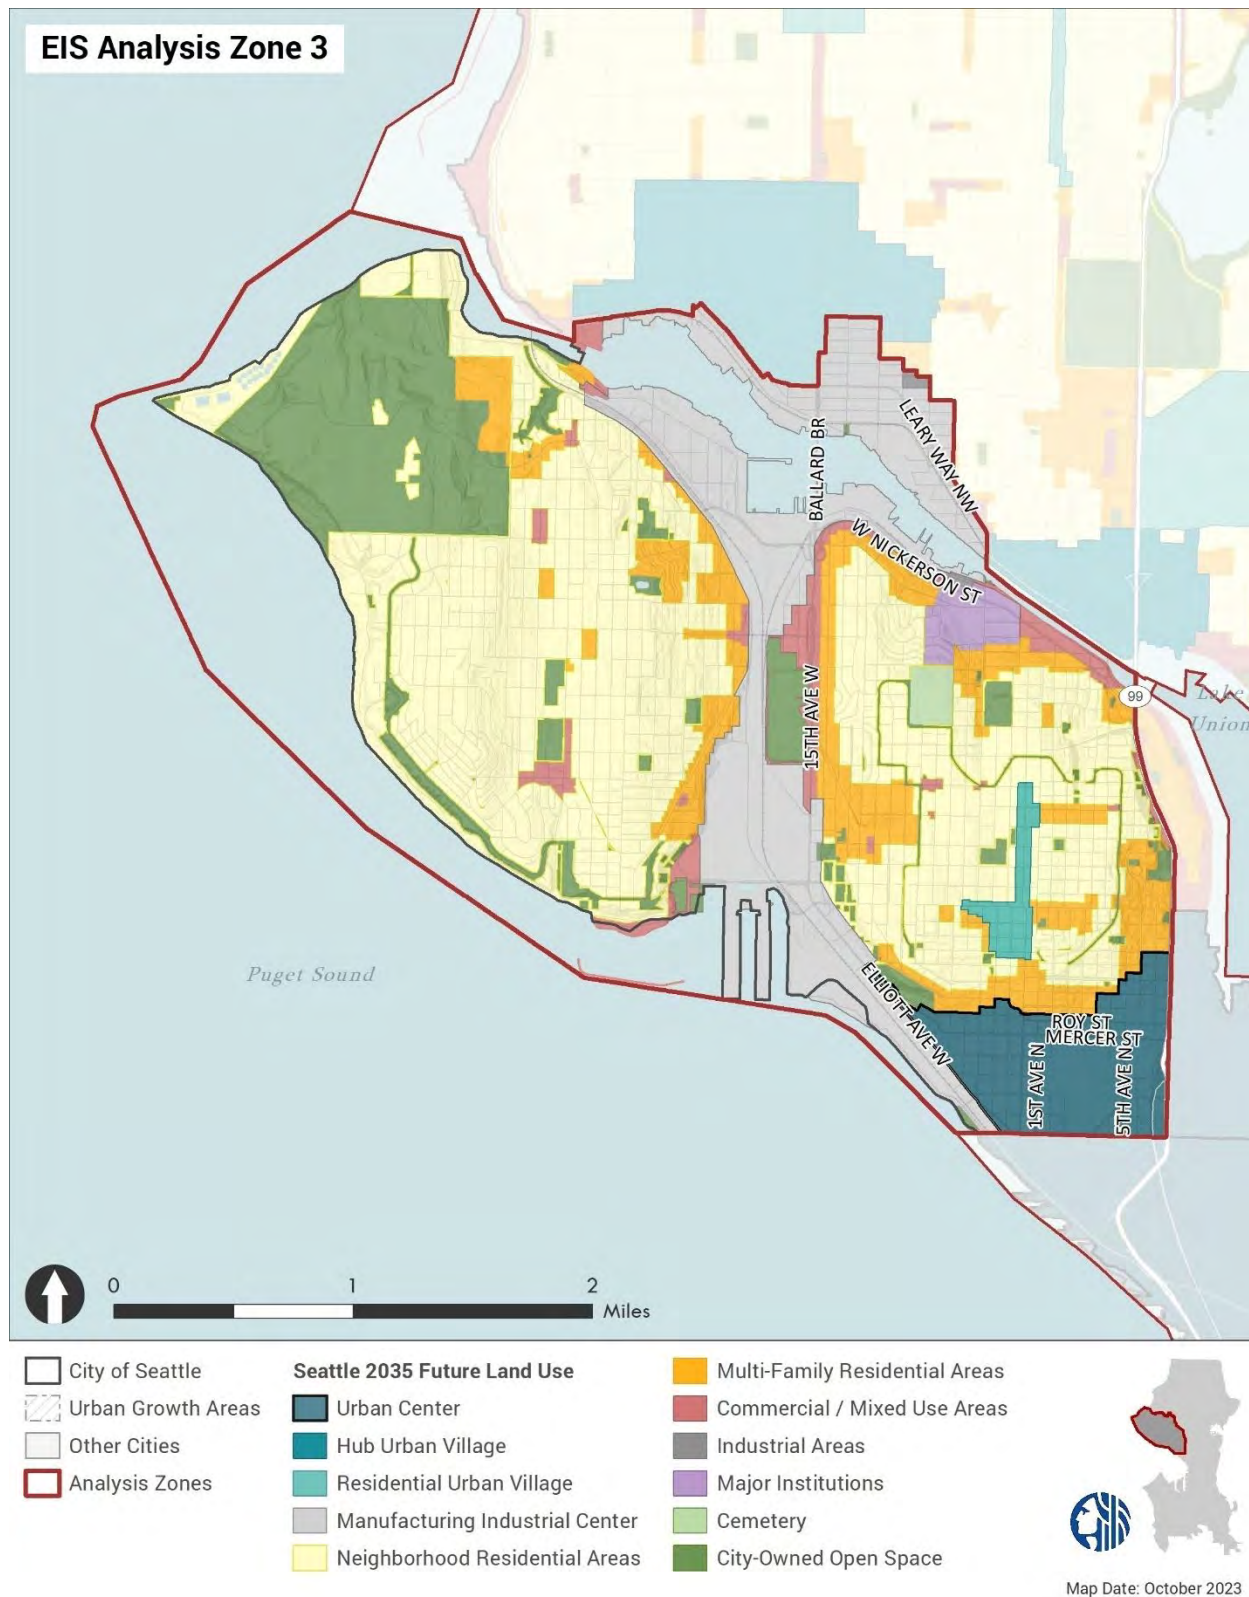 EIS Analysis Zone 3
BALLARD BR
LEARY WAY NW
W NICKERSON ST
15TH AVE W
99
Lake
Union
Puget Sound
ELLIOTT AVE W
ROY ST
MERCER ST
1ST AVE N
5TH AVE N
0 1 2
Miles
City of Seattle
Urban Growth Areas
Other Cities
Analysis Zones
Seattle 2035 Future Land Use
Urban Center
Hub Urban Village
Residential Urban Village
Manufacturing Industrial Center
Neighborhood Residential Areas
Multi-Family Residential Areas
Commercial / Mixed Use Areas
Industrial Areas
Major Institutions
Cemetery
City-Owned Open Space
Map Date: October 2023